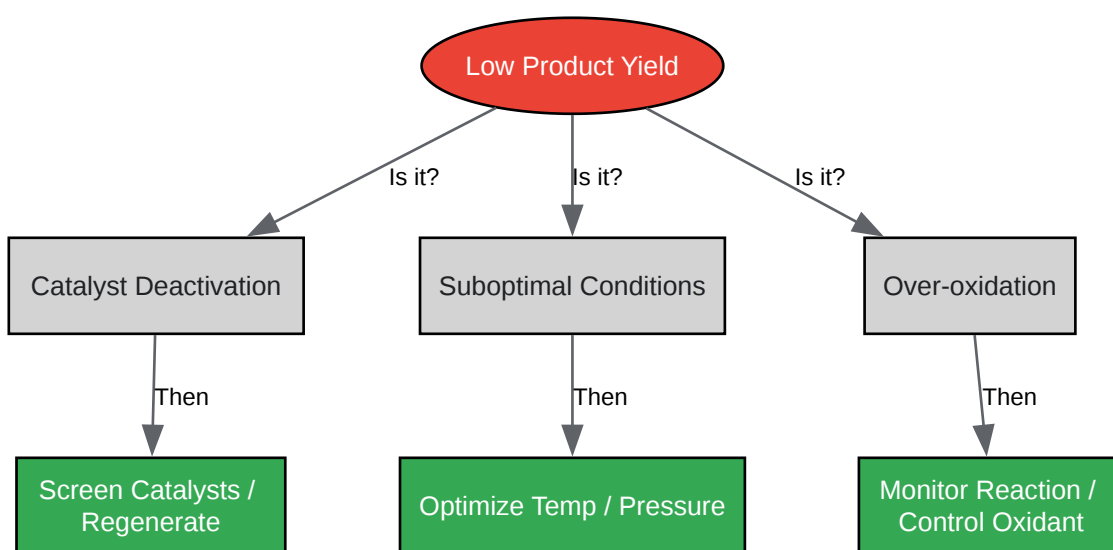 Low Product Yield
Is it?
Is it?
Is it?
Catalyst Deactivation
Suboptimal Conditions
Over-oxidation
Then
Then
Then
Screen Catalysts /
Regenerate
Optimize Temp / Pressure
Monitor Reaction /
Control Oxidant